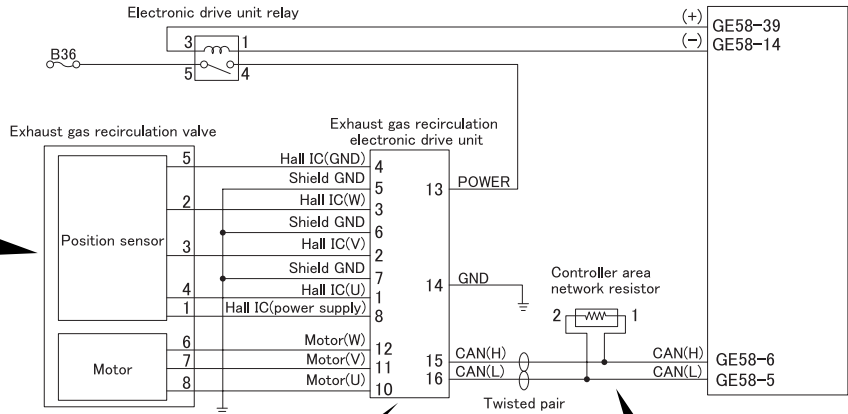 Electronic drive unit relay
(+)
GE58-39
3
1
(-)
GE58-14
B36
5
4
Exhaust gas recirculation valve
Exhaust gas recirculation
electronic drive unit
5
Hall IC(GND)
4
Shield GND
5
13
POWER
2
Hall IC(W)
3
Shield GND
6
Position sensor
3
Hall IC(V)
2
Shield GND
7
14
GND
Controller area
network resistor
4
Hall IC(U)
1
1
Hall IC(power supply)
8
2
1
6
Motor(W)
12
Motor
7
Motor(V)
11
15
CAN(H)
CAN(H)
GE58-6
8
Motor(U)
10
16
CAN(L)
CAN(L)
GE58-5
Twisted pair